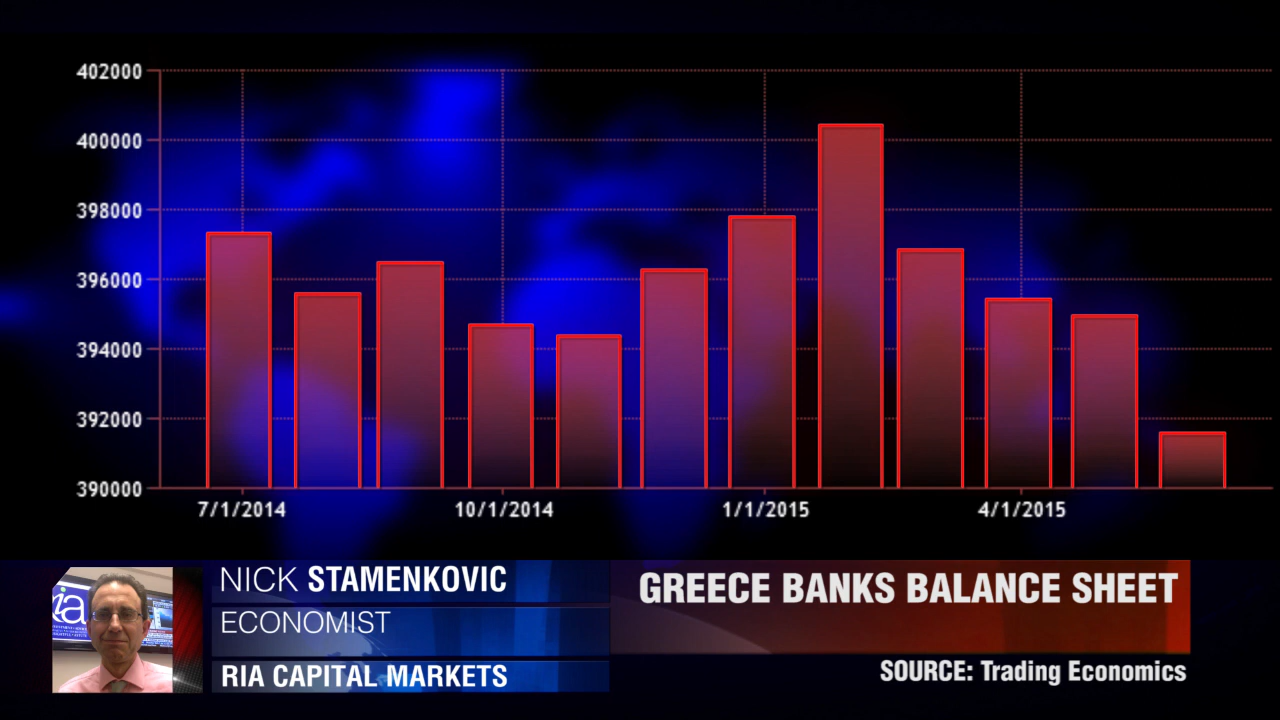 402000
400000
398000
396000
394000
392000
390000
7/1/2014 10/1/2014 1/1/2015 4/1/2015
NICK STAMENKOVIC
ECONOMIST
RIA CAPITAL MARKETS
GREECE BANKS BALANCE SHEET
SOURCE: Trading Economics
ria